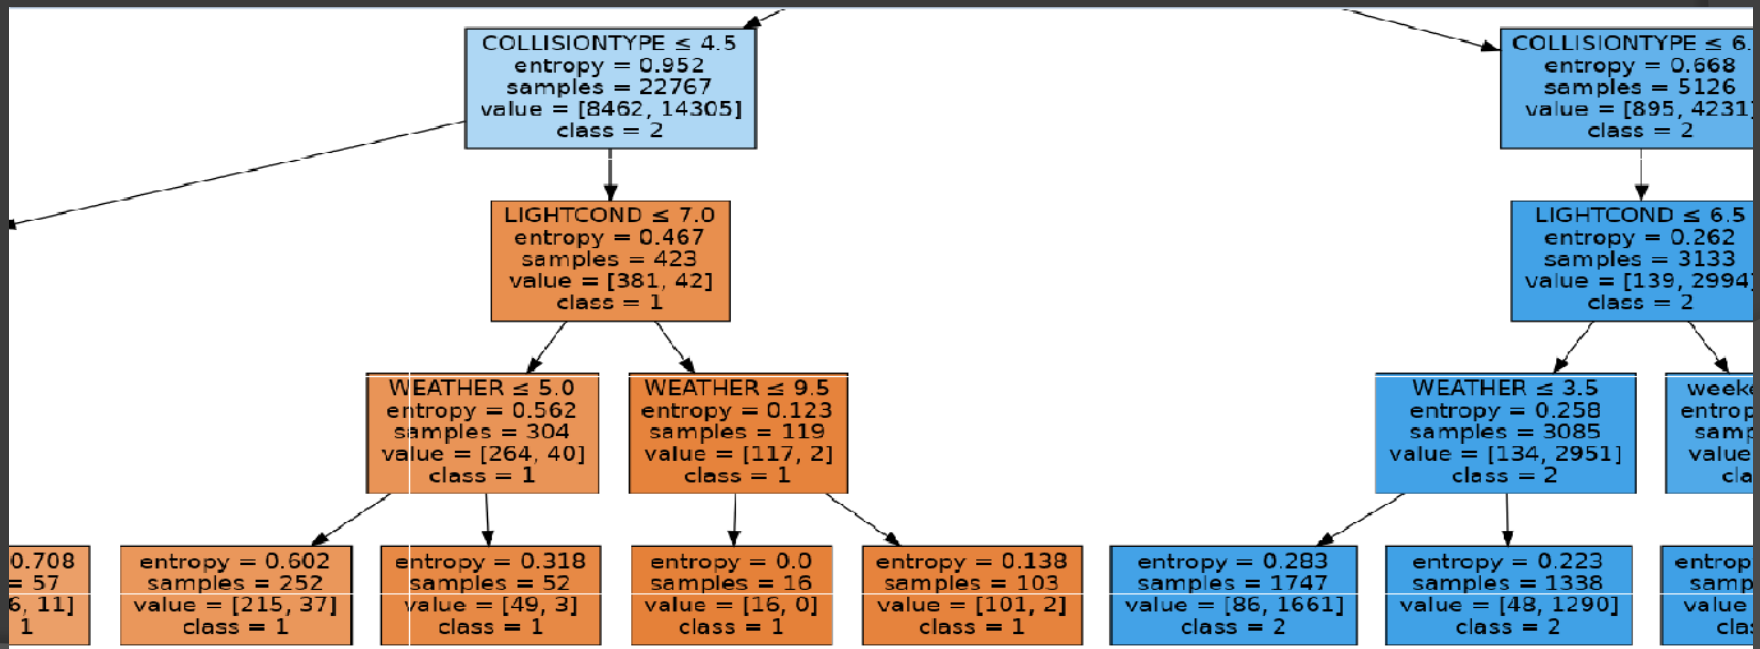 COLLISIONTYPE ≤ 4.5
entropy = 0.952
samples = 22767
value = [8462, 14305]
class = 2
COLLISIONTYPE ≤ 6.
entropy = 0.668
samples = 5126
value = [895, 4231]
class = 2
LIGHTCOND ≤ 7.0
entropy = 0.467
samples = 423
value = [381, 42]
class = 1
LIGHTCOND ≤ 6.5
entropy = 0.262
samples = 3133
value = [139, 2994]
class = 2
WEATHER ≤ 5.0
entropy = 0.562
samples = 304
value = [264, 40]
class = 1
WEATHER ≤ 9.5
entropy = 0.123
samples = 119
value = [117, 2]
class = 1
WEATHER ≤ 3.5
entropy = 0.258
samples = 3085
value = [134, 2951]
class = 2
value
0.708
= 57
6, 11]
1
entropy = 0.602
samples = 252
value = [215, 37]
class = 1
entropy = 0.318
samples = 52
value = [49, 3]
class = 1
entropy = 0.0
samples = 16
value = [16, 0]
class = 1
entropy = 0.138
samples = 103
value = [101, 2]
class = 1
entropy = 0.283
samples = 1747
value = [86, 1661]
class = 2
entropy = 0.223
samples = 1338
value = [48, 1290]
class = 2
value